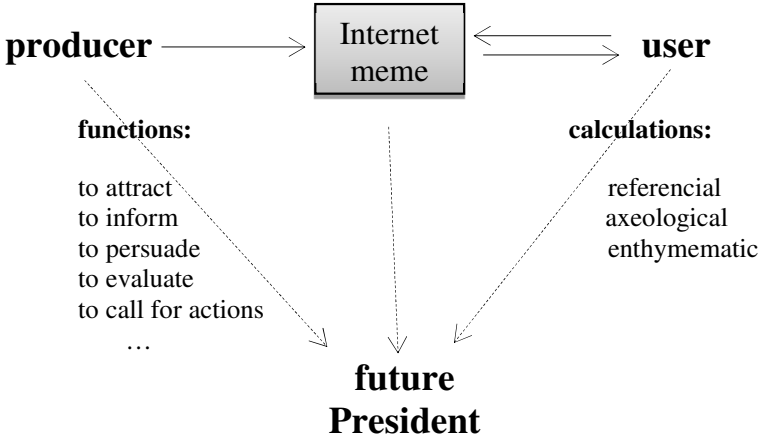 producer
Internet
meme
user
functions:
to attract
to inform
to persuade
to evaluate
to call for actions
…
calculations:
referencial
axeological
enthymematic
future
President